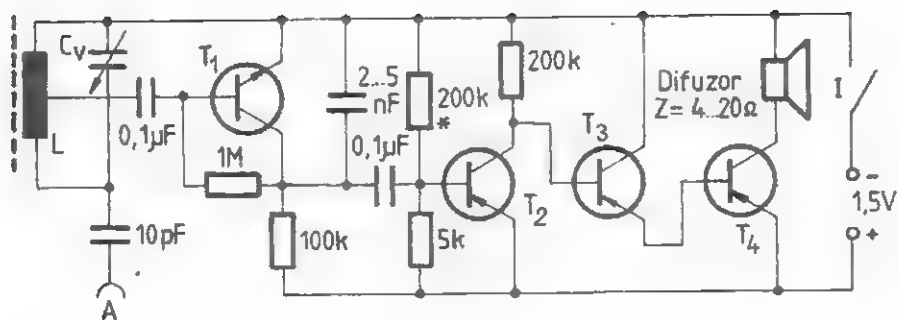 Cv
T1
2...5
nF
200k
*
200k
Difuzor
Z= 4...20Ω
I
L
0,1µF
1M
0,1µF
T3
T2
T4
-
1,5V
+
10pF
100k
5k
A